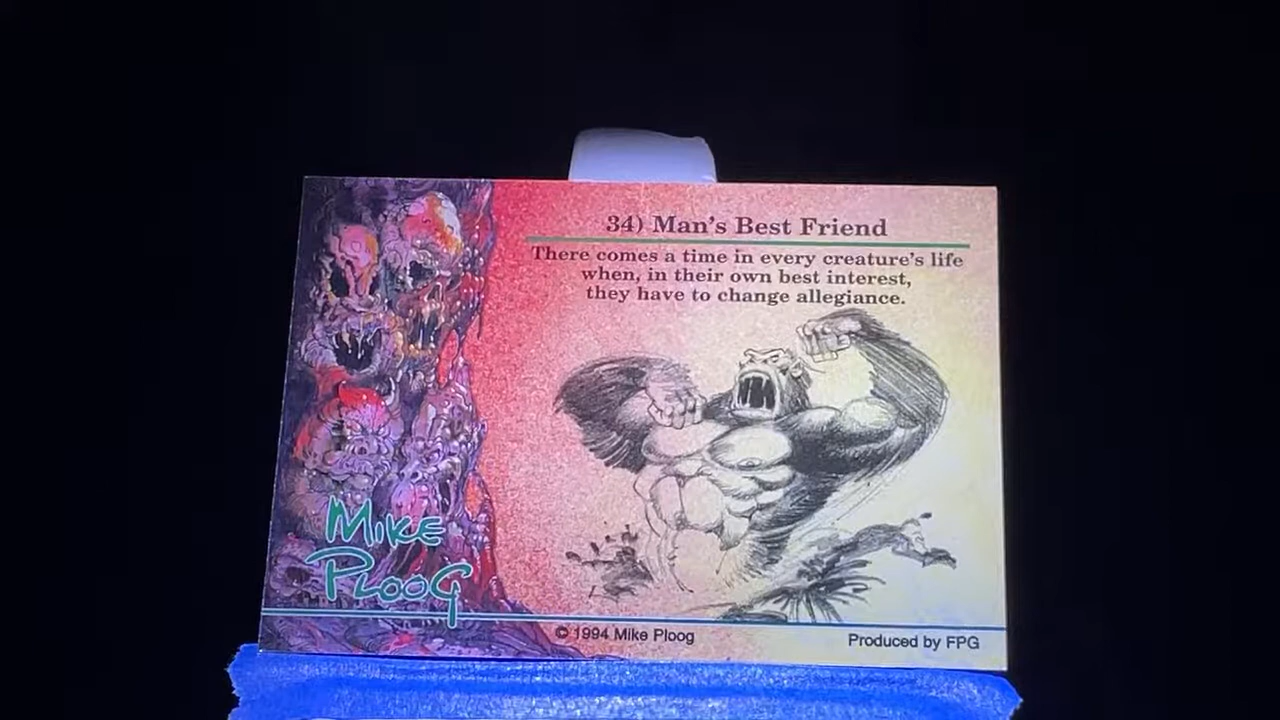 34) Man's Best Friend
There comes a time in every creature's life
when, in their own best interest,
they have to change allegiance.
MIKE
PLOOG
© 1994 Mike Ploog
Produced by FPG